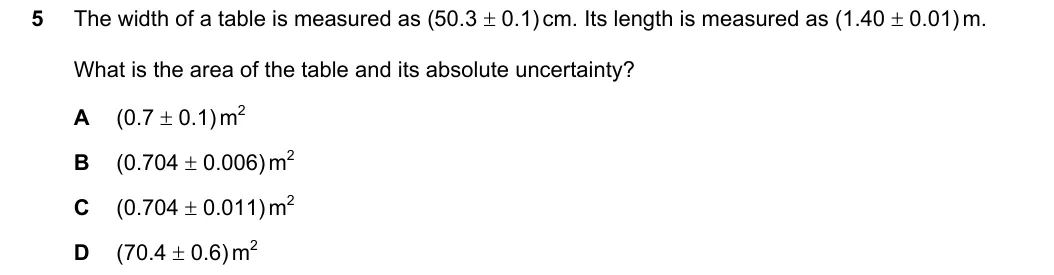 5 The width of a table is measured as (50.3 ± 0.1) cm. Its length is measured as (1.40 ± 0.01) m.
What is the area of the table and its absolute uncertainty?
A (0.7 ± 0.1) m²
B (0.704 ± 0.006) m²
C (0.704 ± 0.011) m²
D (70.4 ± 0.6) m²